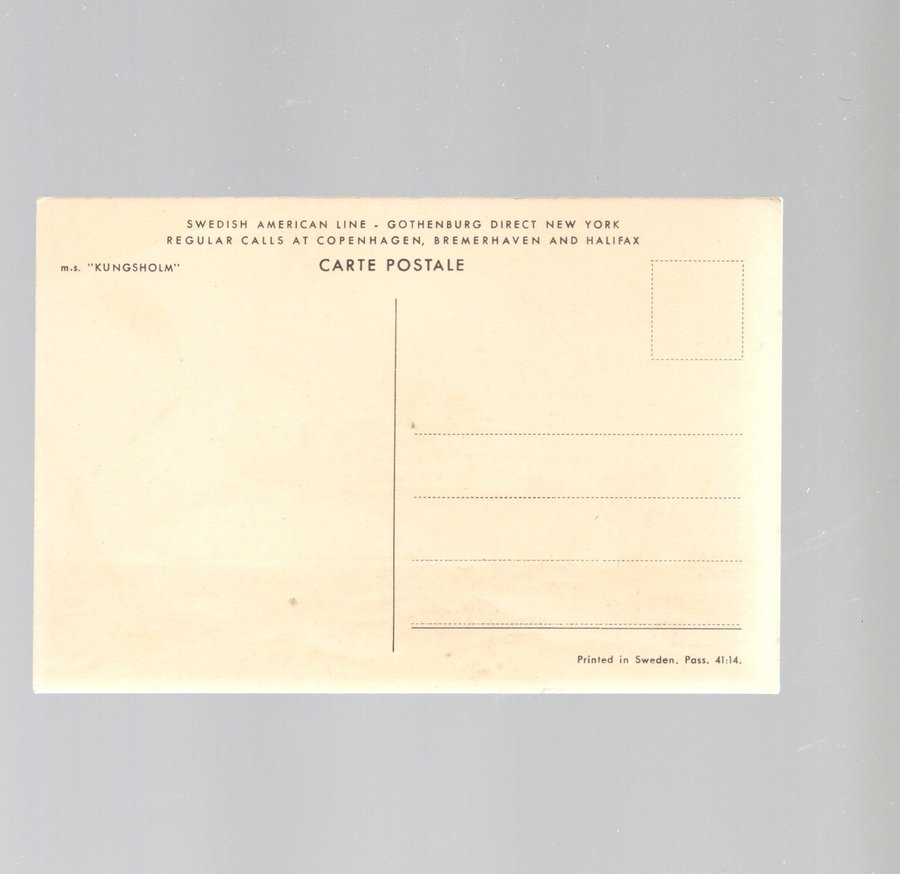 SWEDISH AMERICAN LINE - GOTHENBURG DIRECT NEW YORK
REGULAR CALLS AT COPENHAGEN, BREMERHAVEN AND HALIFAX
m.s. "KUNGSHOLM"
CARTE POSTALE
Printed in Sweden. Pass. 41:14.